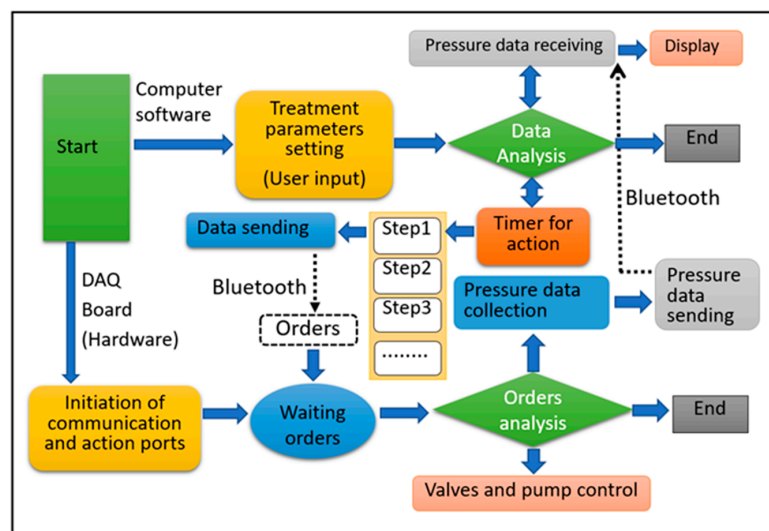 Pressure data receiving
Display
Computer
software
Start
Treatment
parameters
setting
(User input)
Data
Analysis
End
Bluetooth
Data sending
Step1
Step2
Step3
........
Timer for
action
Bluetooth
Orders
DAQ
Board
(Hardware)
Pressure data
collection
Pressure
data
sending
Initiation of
communication
and action ports
Waiting
orders
Orders
analysis
End
Valves and pump control